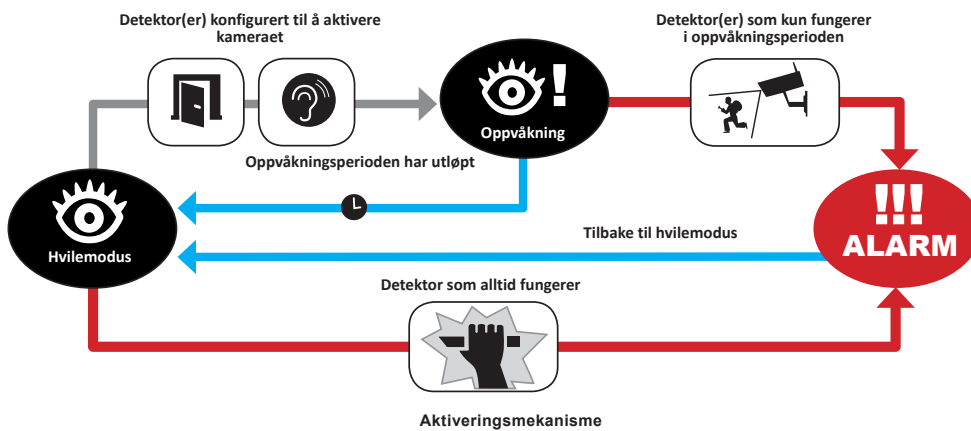 Detektor(er) konfigurert til å aktivere
kameraet
Detektor(er) som kun fungerer
i oppvåkningsperioden
Oppvåkning
Oppvåkningsperioden har utløpt
Hvilemodus
Tilbake til hvilemodus
!!!
ALARM
Detektor som alltid fungerer
Aktiveringsmekanisme